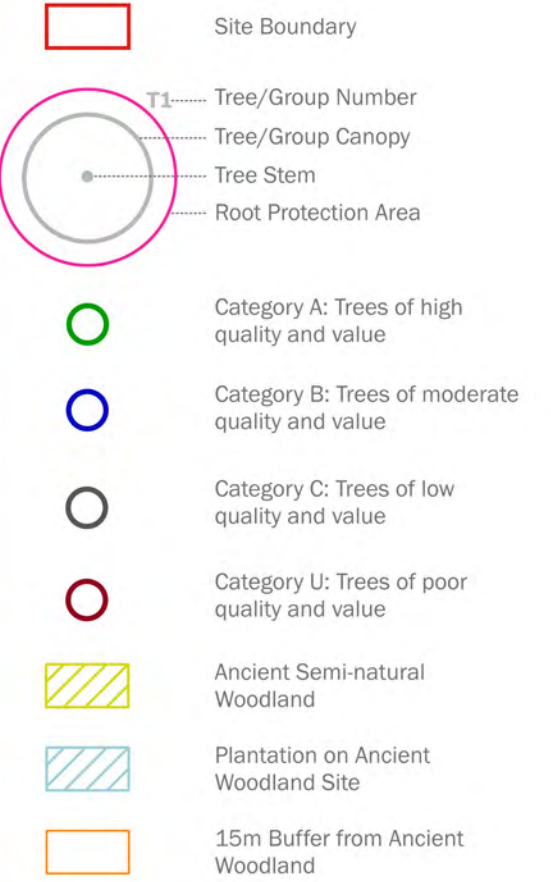 Site Boundary
T1
Tree/Group Number
Tree/Group Canopy
Tree Stem
Root Protection Area
Category A: Trees of high
quality and value
Category B: Trees of moderate
quality and value
Category C: Trees of low
quality and value
Category U: Trees of poor
quality and value
Ancient Semi-natural
Woodland
Plantation on Ancient
Woodland Site
15m Buffer from Ancient
Woodland